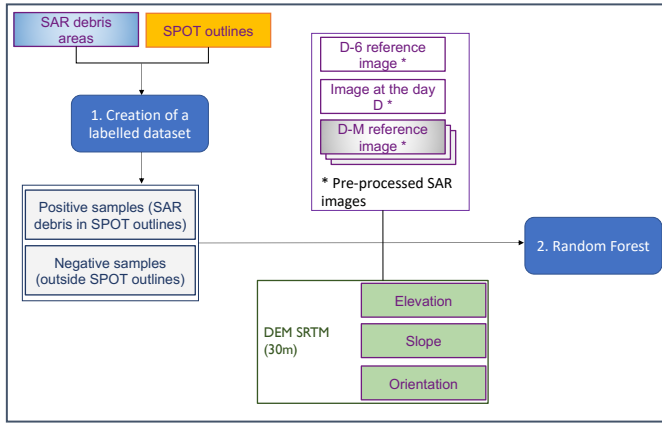 SAR debris
areas
SPOT outlines
1. Creation of a
labelled dataset
Positive samples (SAR
debris in SPOT outlines)
Negative samples
(outside SPOT outlines)
D-6 reference
image *
Image at the day
D *
D-M reference
image *
* Pre-processed SAR
images
2. Random Forest
DEM SRTM
(30m)
Elevation
Slope
Orientation